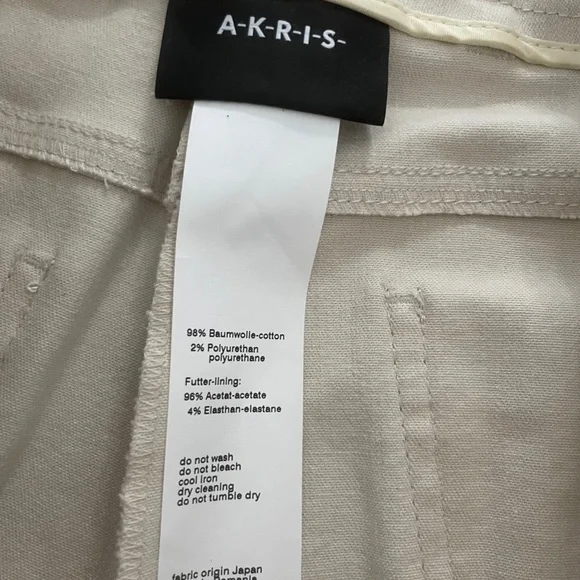 A-K-R-I-S-
98% Baumwolle-cotton
2% Polyurethan
polyurethane
Futter-lining:
96% Acetat-acetate
4% Elasthan-elastane
do not wash
do not bleach
cool iron
dry cleaning
do not tumble dry
fabric origin Japan
Romania